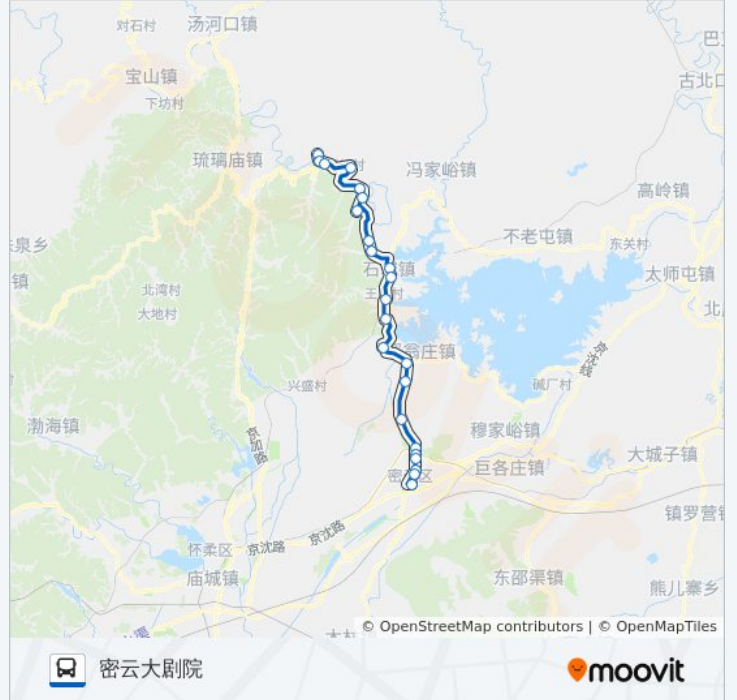 对石村
汤河口镇
宝山镇
下坊村
古北口
琉璃庙镇
村
冯家峪镇
高岭镇
泉乡
不老屯镇
东关村
石
镇
太师屯镇
镇
北湾村
王
村
大地村
京沈线
翁庄镇
兴盛村
碱厂村
渤海镇
京加路
穆家峪镇
大城子镇
密
区
巨各庄镇
镇罗营镇
京沈路
怀柔区
京沈路
庙城镇
东邵渠镇
熊儿寨乡
© OpenStreetMap contributors | © OpenMapTiles
密云大剧院
moovit